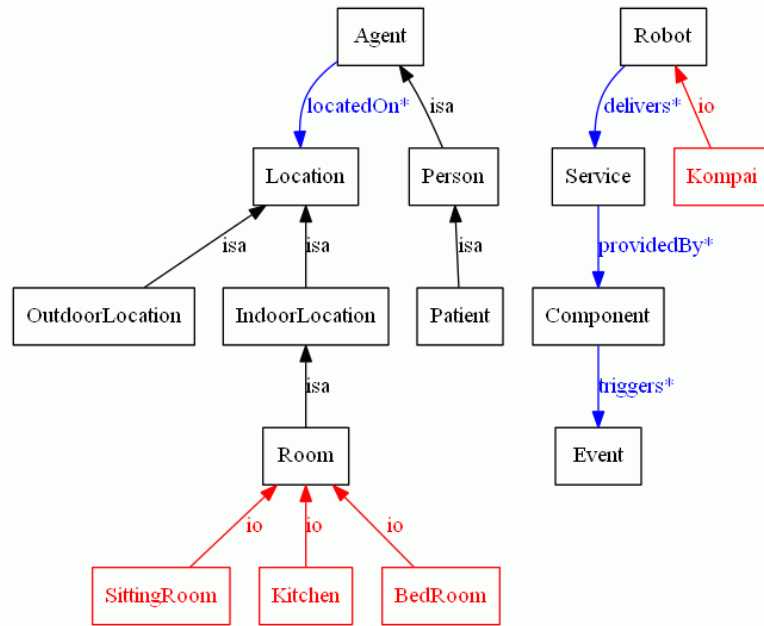 Agent
Robot
locatedOn*
isa
delivers*
io
Location
Person
Service
Kompai
isa
isa
isa
providedBy*
OutdoorLocation
IndoorLocation
Patient
Component
isa
triggers*
Room
Event
io
io
io
SittingRoom
Kitchen
BedRoom